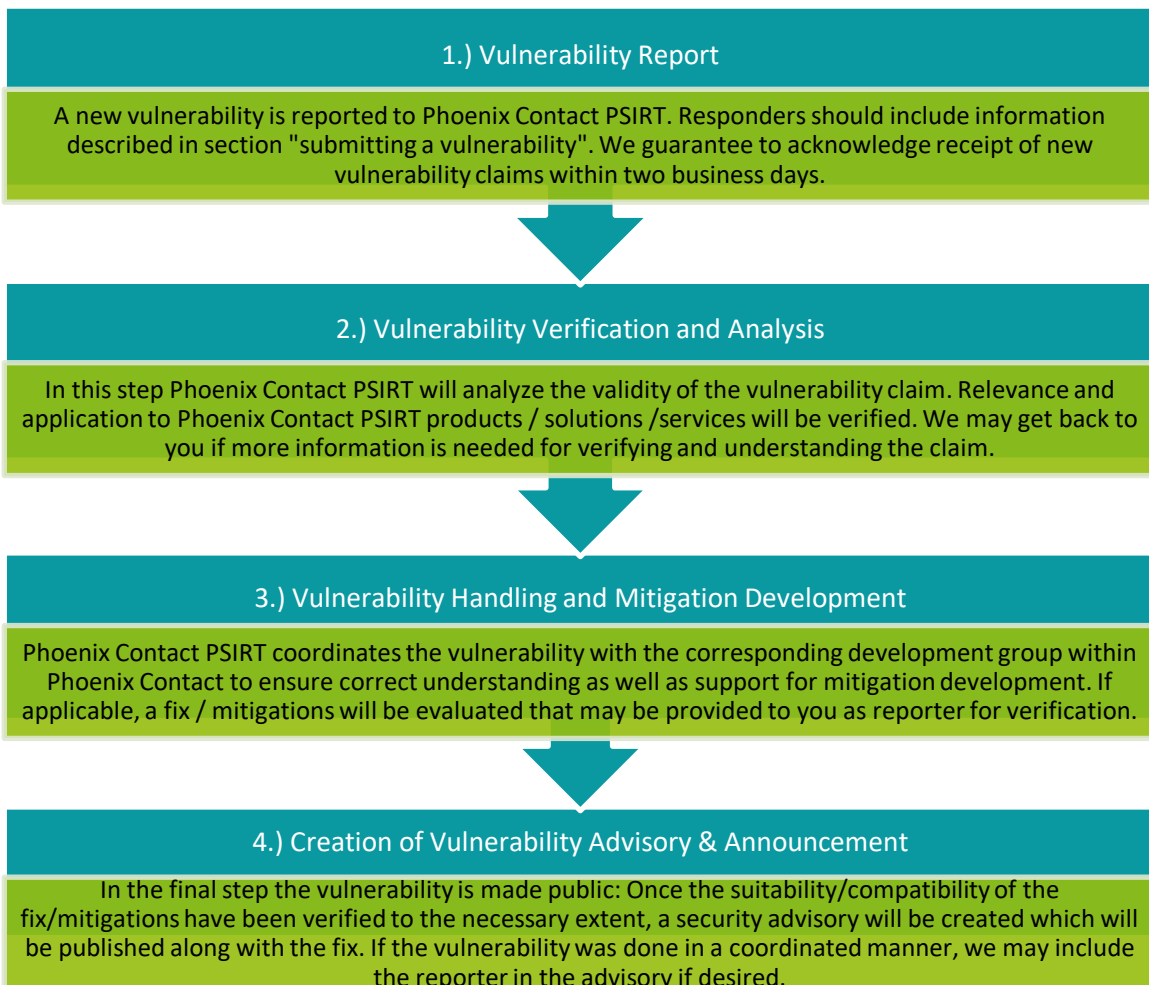 1.) Vulnerability Report
A new vulnerability is reported to Phoenix Contact PSIRT. Responders should include information
described in section "submitting a vulnerability". We guarantee to acknowledge receipt of new
vulnerability claims within two business days.
2.) Vulnerability Verification and Analysis
In this step Phoenix Contact PSIRT will analyze the validity of the vulnerability claim. Relevance and
application to Phoenix Contact PSIRT products / solutions /services will be verified. We may get back to
you if more information is needed for verifying and understanding the claim.
3.) Vulnerability Handling and Mitigation Development
Phoenix Contact PSIRT coordinates the vulnerability with the corresponding development group within
Phoenix Contact to ensure correct understanding as well as support for mitigation development. If
applicable, a fix / mitigations will be evaluated that may be provided to you as reporter for verification.
4.) Creation of Vulnerability Advisory & Announcement
In the final step the vulnerability is made public: Once the suitability/compatibility of the
fix/mitigations have been verified to the necessary extent, a security advisory will be created which will
be published along with the fix. If the vulnerability was done in a coordinated manner, we may include
the reporter in the advisory if desired.